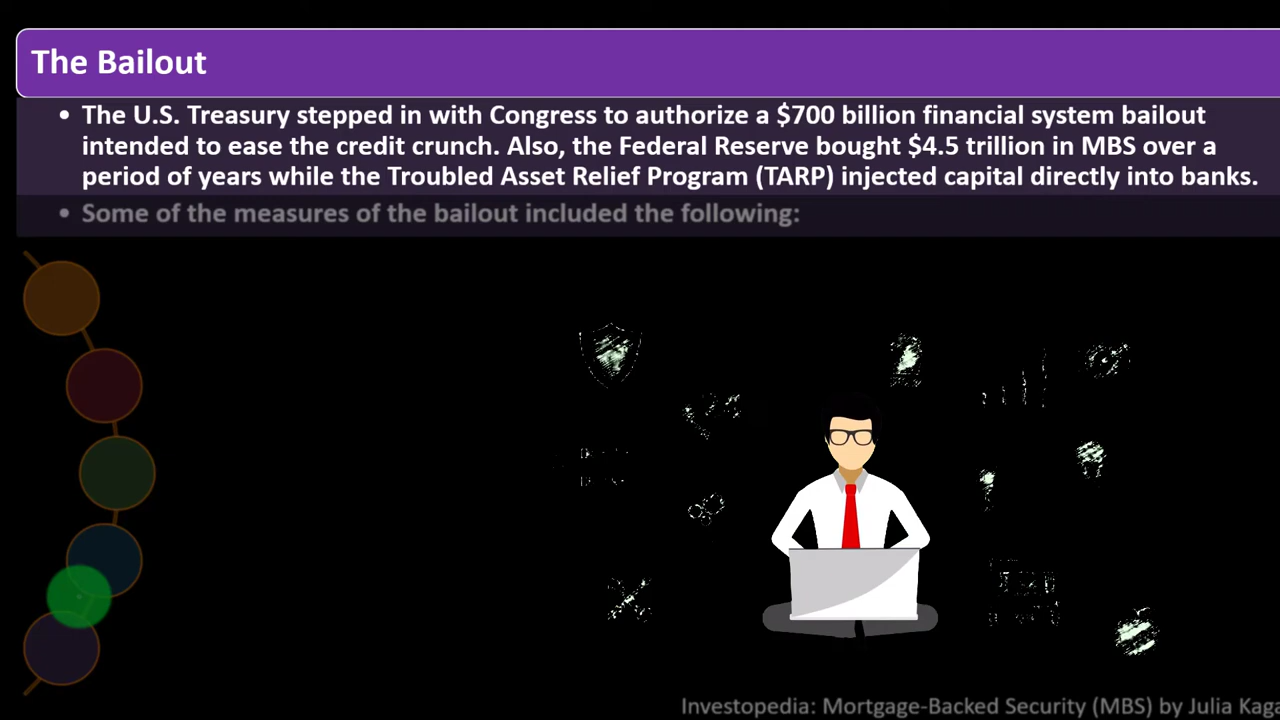 The Bailout
• The U.S. Treasury stepped in with Congress to authorize a $700 billion financial system bailout
intended to ease the credit crunch. Also, the Federal Reserve bought $4.5 trillion in MBS over a
period of years while the Troubled Asset Relief Program (TARP) injected capital directly into banks.
• Some of the measures of the bailout included the following:
Investopedia: Mortgage-Backed Security (MBS) by Julia Kaga